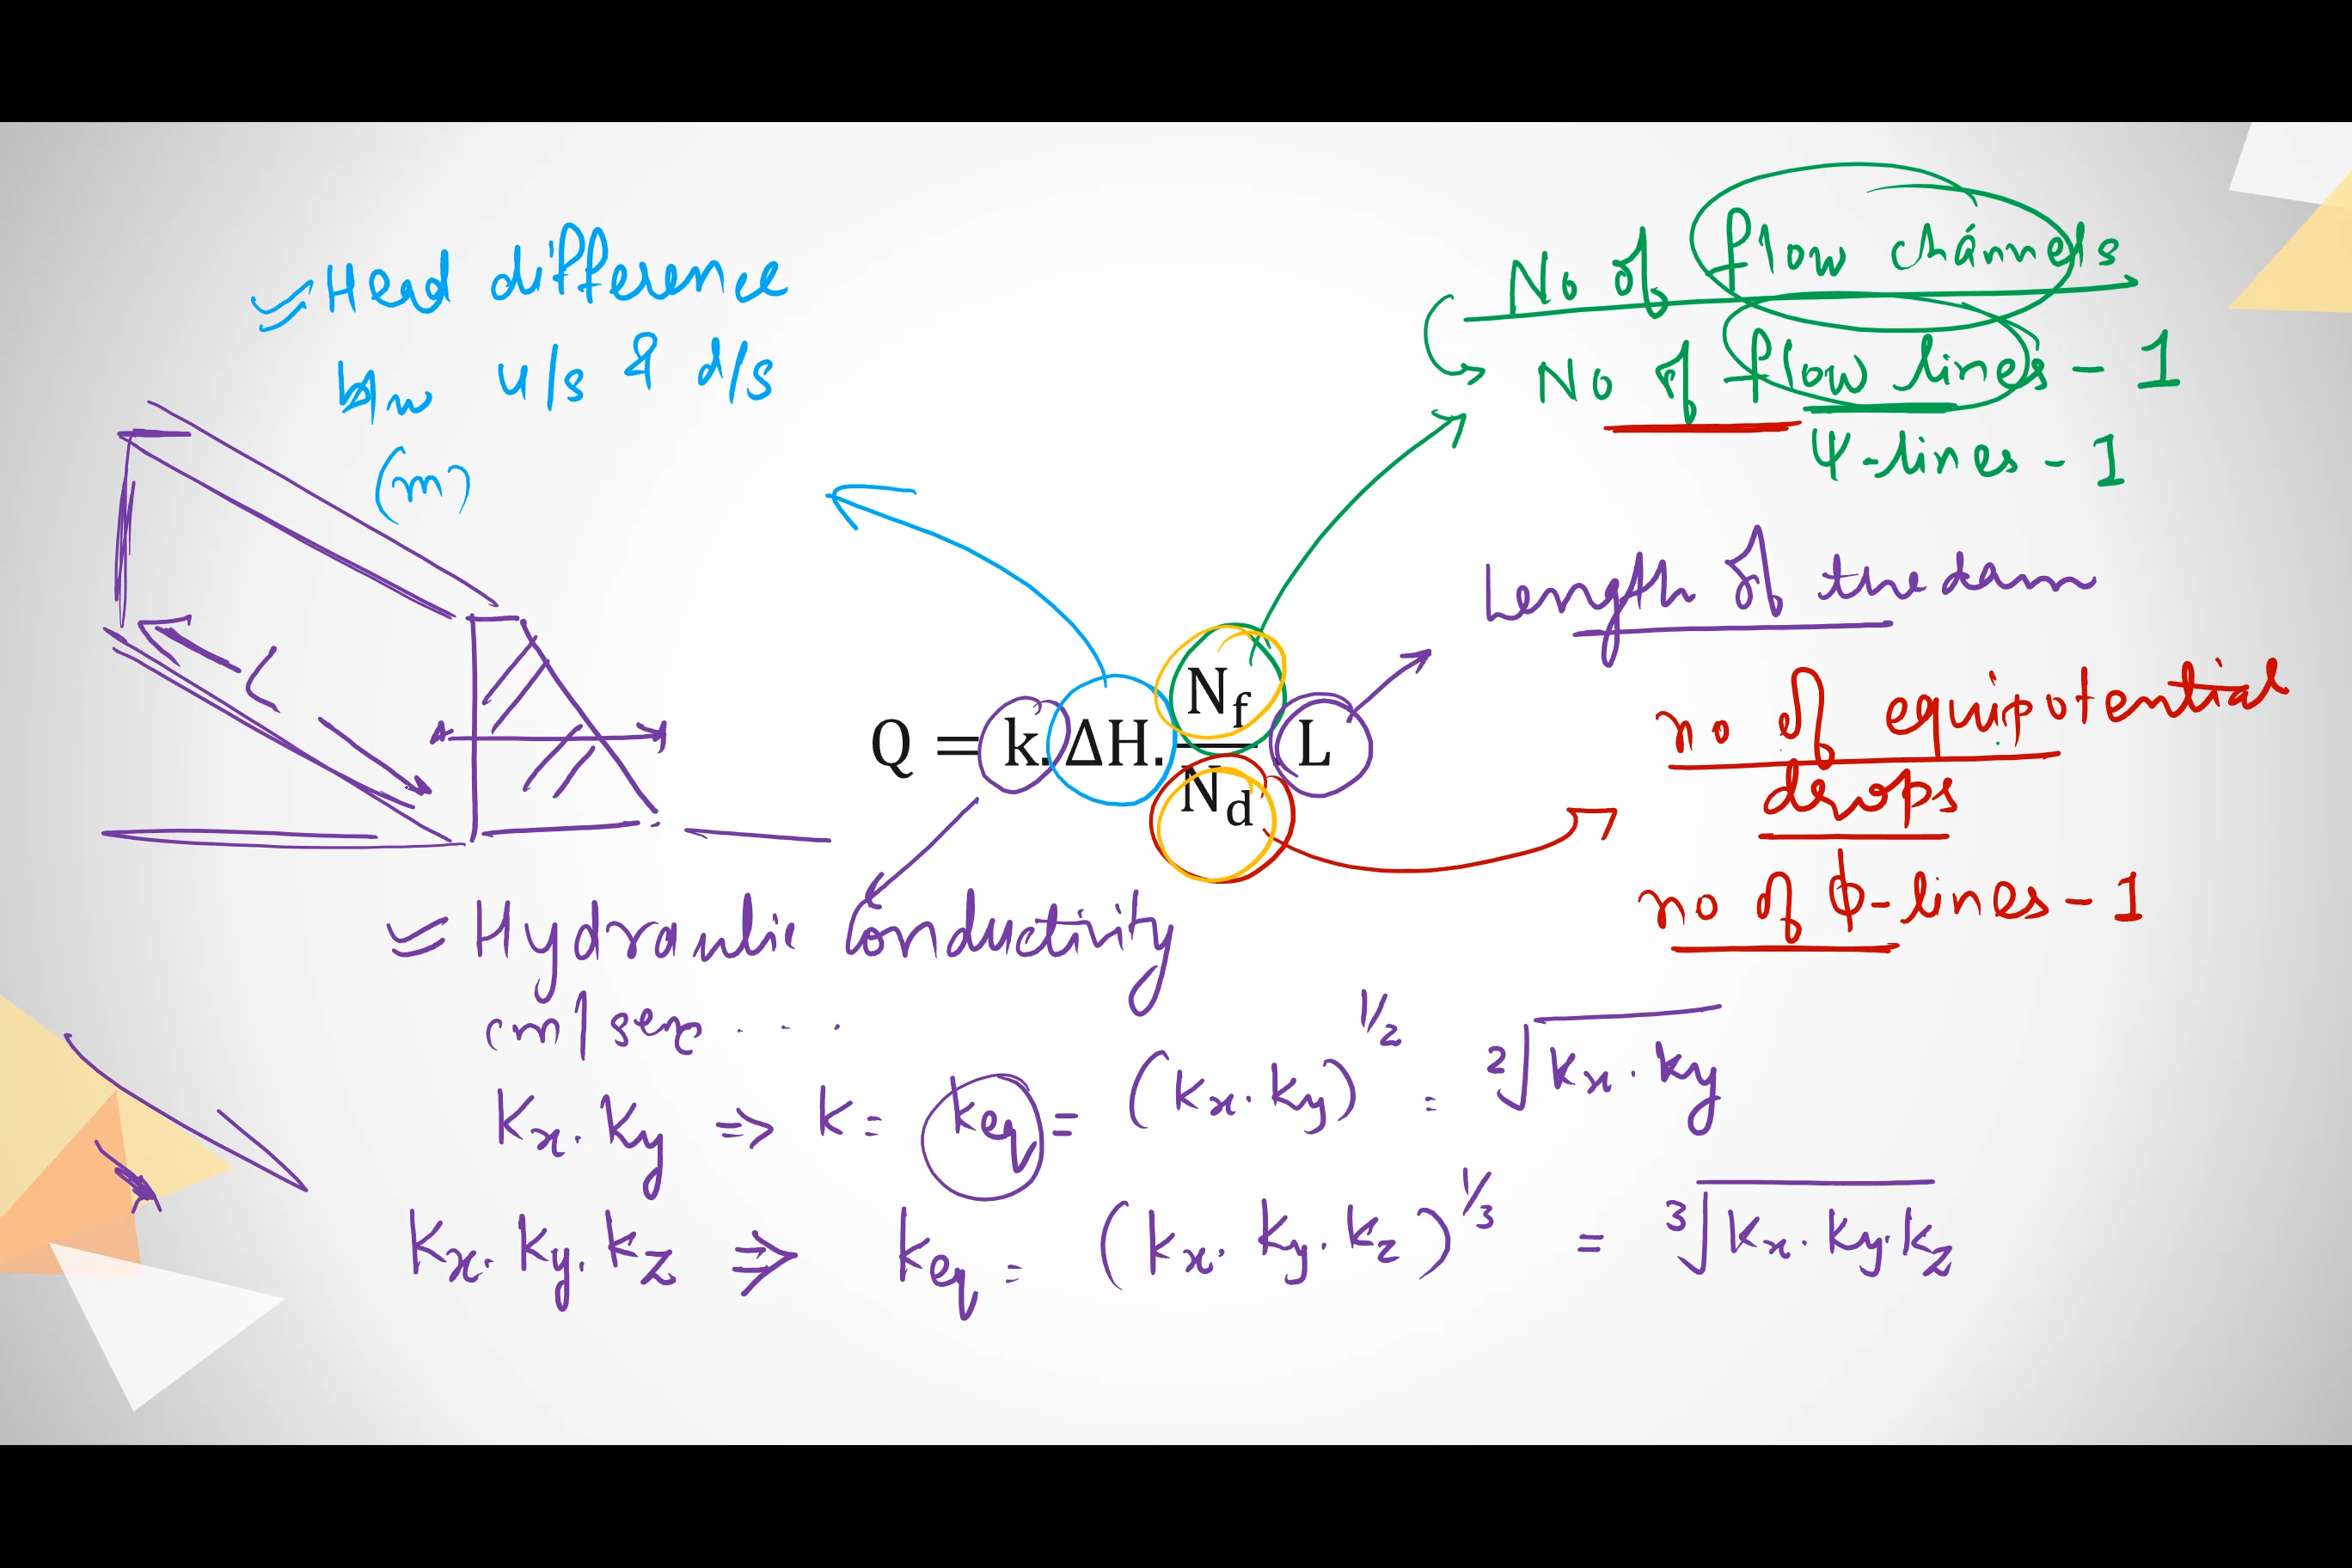 Head difference
b/w u/s & d/s
(m)
No of flow channels
No of flow lines - 1
Ψ-lines - 1
Length of the dam
no of equipotential
drops
no of ϕ-lines - 1
L
Q = k.ΔH.N_f/N_d.L
Hydraulic Conductivity
cm/sec ....
Kx . Ky => K = keq = (kx . ky)^1/2 = ²√kx . ky
Kx . Ky . Kz => keq = (kx . ky . kz)^1/3 = ³√kx . ky . kz